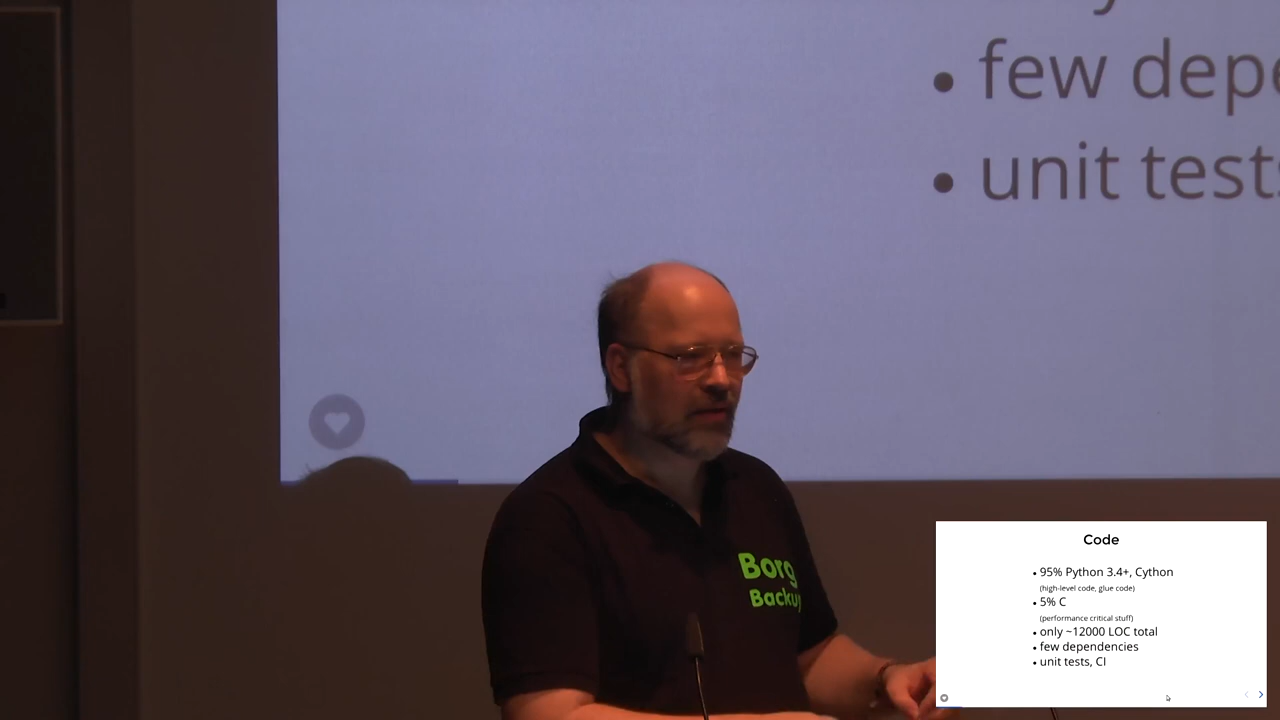 • few depe
• unit tests
Borg
Backup
Code
• 95% Python 3.4+, Cython
(high-level code, glue code)
• 5% C
(performance critical stuff)
• only ~12000 LOC total
• few dependencies
• unit tests, CI